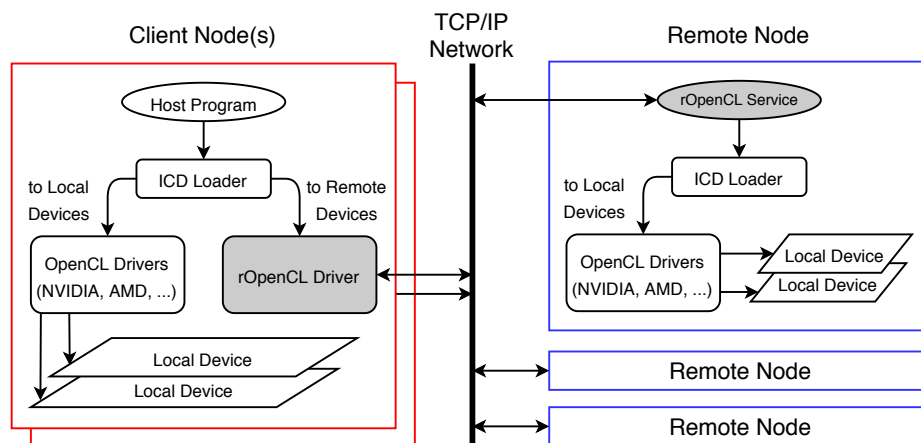 Client Node(s)
Host Program
ICD Loader
to Local
Devices
to Remote
Devices
OpenCL Drivers
(NVIDIA, AMD, ...)
rOpenCL Driver
Local Device
Local Device
TCP/IP
Network
Remote Node
rOpenCL Service
ICD Loader
to Local
Devices
OpenCL Drivers
(NVIDIA, AMD, ...)
Local Device
Local Device
Remote Node
Remote Node